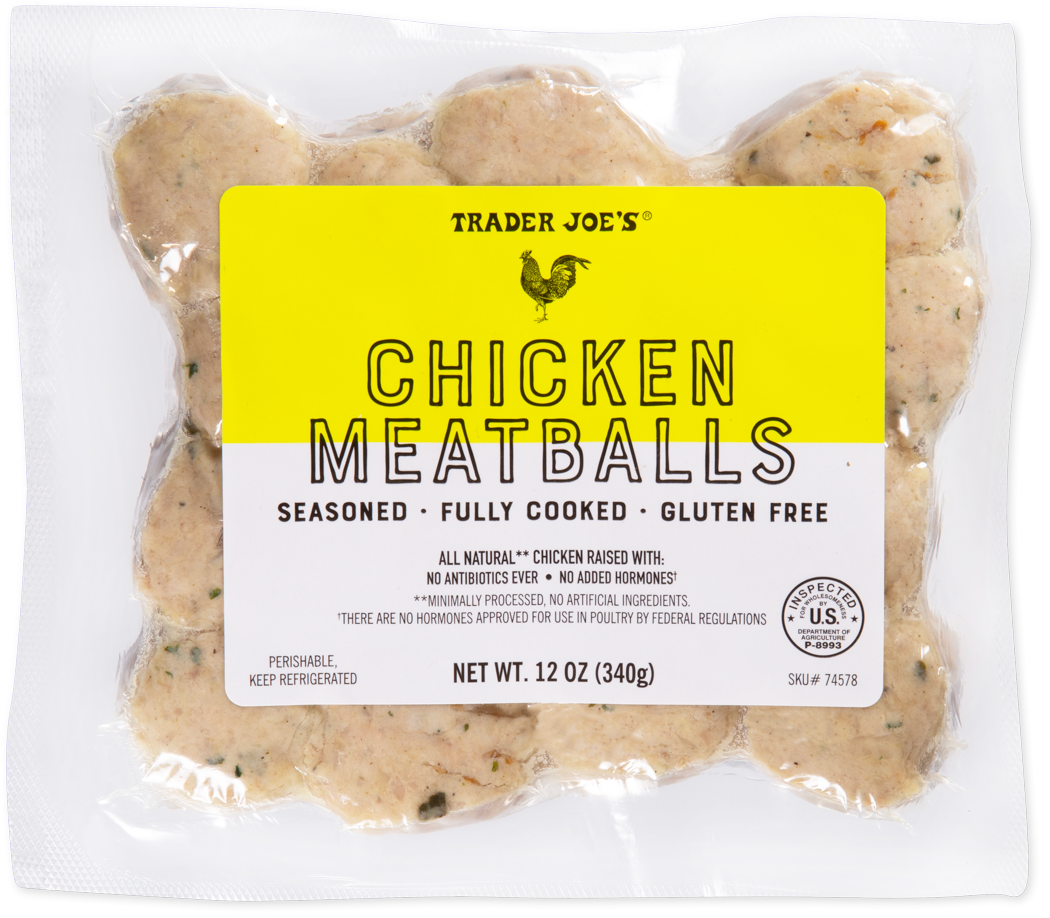 TRADER JOE'S®
CHICKEN
MEATBALLS
SEASONED · FULLY COOKED · GLUTEN FREE
ALL NATURAL** CHICKEN RAISED WITH:
NO ANTIBIOTICS EVER • NO ADDED HORMONES†
**MINIMALLY PROCESSED, NO ARTIFICIAL INGREDIENTS.
†THERE ARE NO HORMONES APPROVED FOR USE IN POULTRY BY FEDERAL REGULATIONS
INSPECTED
FOR WHOLESOMENESS
BY
U.S.
DEPARTMENT OF
AGRICULTURE
P-8993
PERISHABLE,
KEEP REFRIGERATED
NET WT. 12 OZ (340g)
SKU# 74578